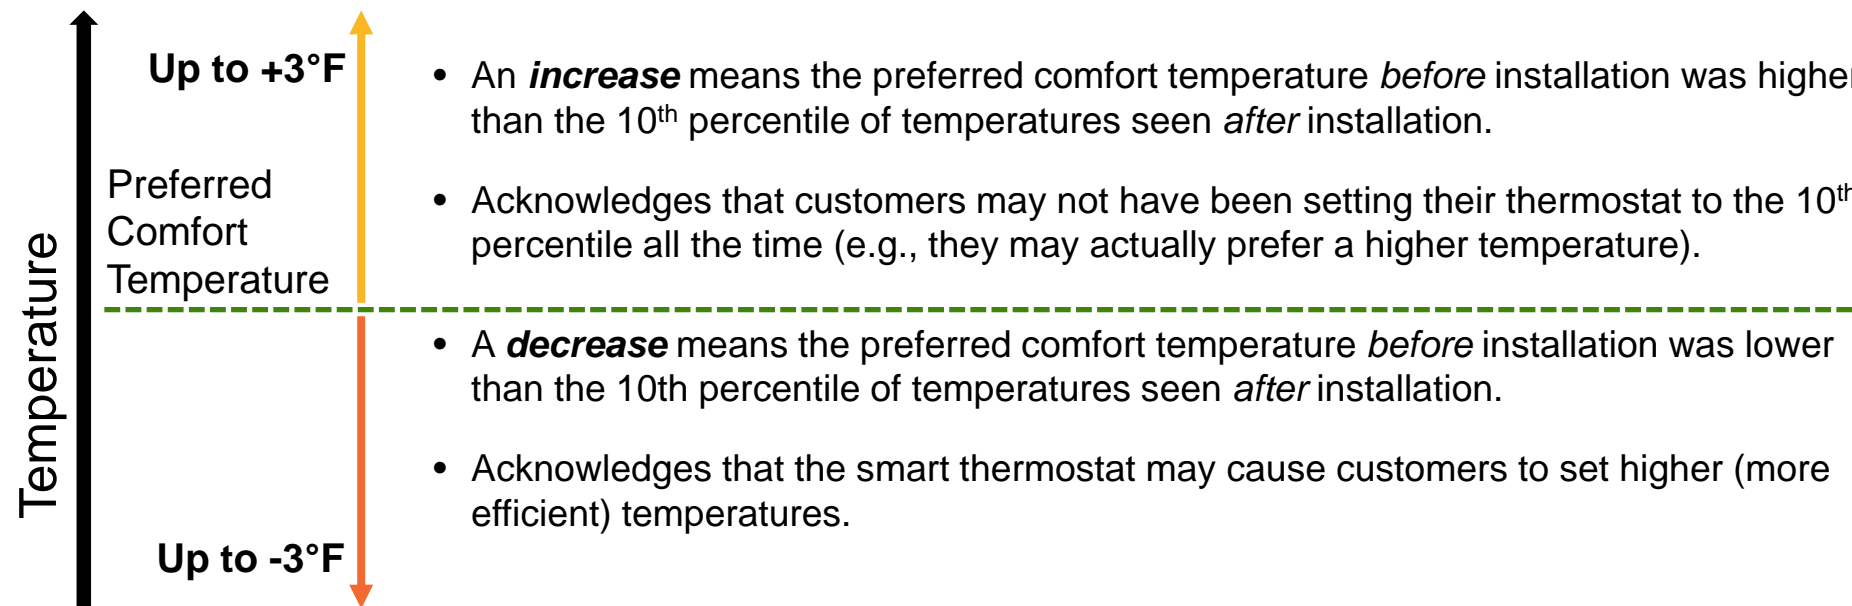 Temperature
Up to +3°F
Preferred
Comfort
Temperature
Up to -3°F
• An increase means the preferred comfort temperature before installation was higher
than the 10th percentile of temperatures seen after installation.
• Acknowledges that customers may not have been setting their thermostat to the 10th
percentile all the time (e.g., they may actually prefer a higher temperature).
• A decrease means the preferred comfort temperature before installation was lower
than the 10th percentile of temperatures seen after installation.
• Acknowledges that the smart thermostat may cause customers to set higher (more
efficient) temperatures.